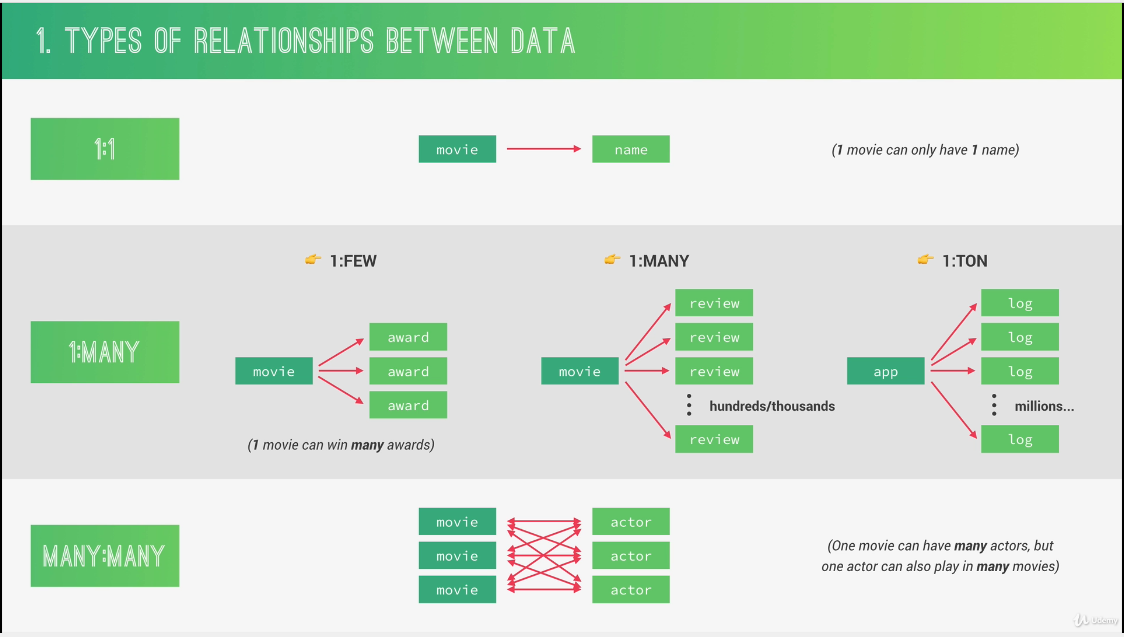 1. TYPES OF RELATIONSHIPS BETWEEN DATA
1:1
movie
name
(1 movie can only have 1 name)
1:MANY
👉 1:FEW
movie
award
award
award
(1 movie can win many awards)
👉 1:MANY
movie
review
review
review
hundreds/thousands
review
👉 1:TON
app
log
log
log
millions...
log
MANY:MANY
movie
actor
movie
actor
movie
actor
(One movie can have many actors, but
one actor can also play in many movies)
Udemy